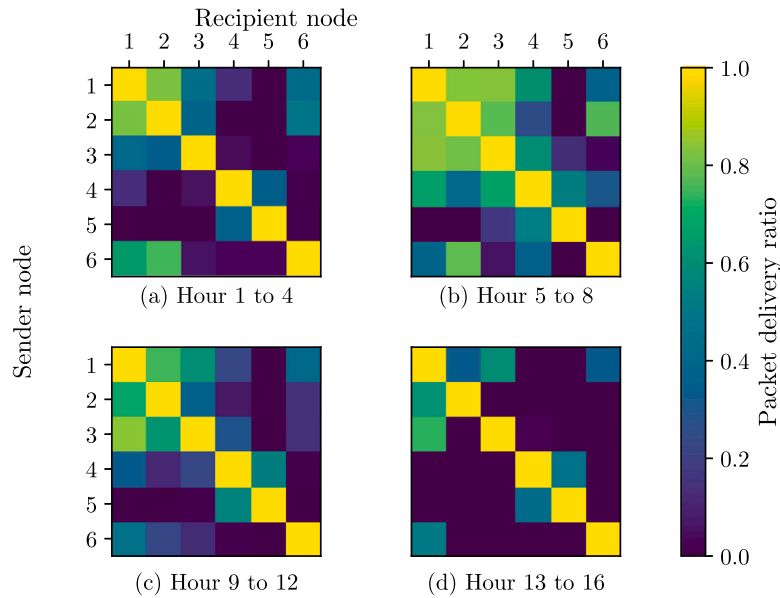 Recipient node
1 2 3 4 5 6
1 2 3 4 5 6
1
2
3
4
5
6
(a) Hour 1 to 4
(b) Hour 5 to 8
1
2
3
4
5
6
(c) Hour 9 to 12
(d) Hour 13 to 16
Sender node
1.0
0.8
0.6
0.4
0.2
0.0
Packet delivery ratio